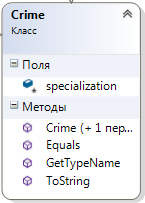 Crime
Класс
Поля
specialization
Методы
Crime (+ 1 пер...
Equals
GetTypeName
ToString